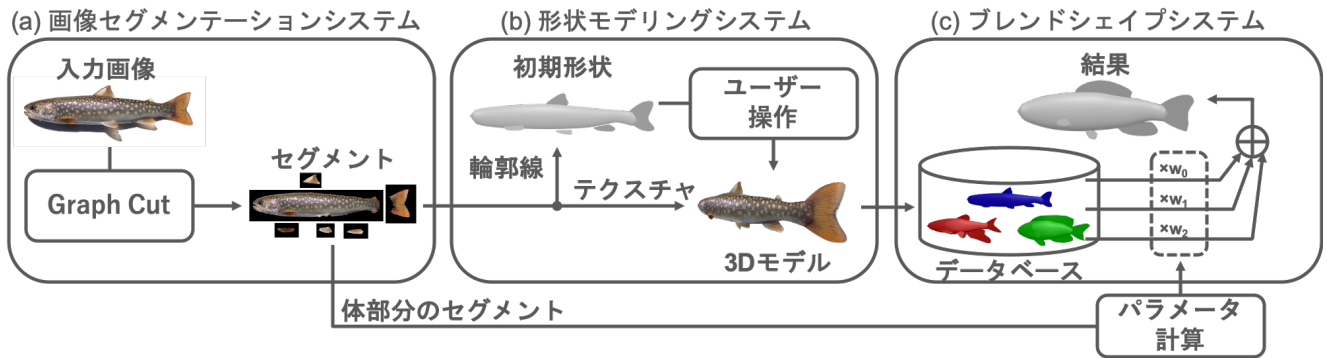 (a) 画像セグメンテーションシステム
(b) 形状モデリングシステム
(c) ブレンドシェイプシステム
入力画像
Graph Cut
セグメント
初期形状
ユーザー
操作
輪郭線
テクスチャ
3Dモデル
結果
×w₀
×w₁
×w₂
データベース
体部分のセグメント
パラメータ
計算